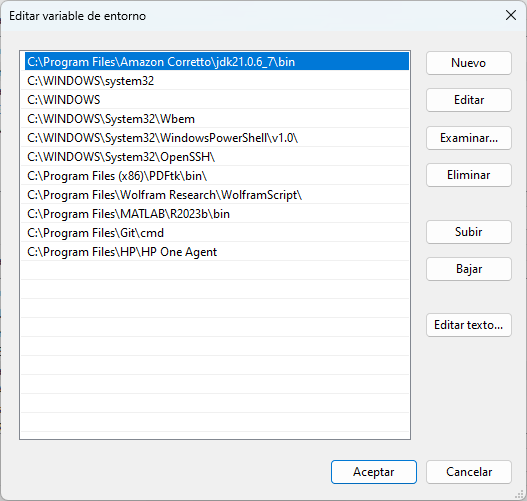 Editar variable de entorno
C:\Program Files\Amazon Corretto\jdk21.0.6_7\bin
C:\WINDOWS\system32
C:\WINDOWS
C:\WINDOWS\System32\Wbem
C:\WINDOWS\System32\WindowsPowerShell\v1.0\
C:\WINDOWS\System32\OpenSSH\
C:\Program Files (x86)\PDFtk\bin\
C:\Program Files\Wolfram Research\WolframScript\
C:\Program Files\MATLAB\R2023b\bin
C:\Program Files\Git\cmd
C:\Program Files\HP\HP One Agent
Nuevo
Editar
Examinar...
Eliminar
Subir
Bajar
Editar texto...
Aceptar
Cancelar